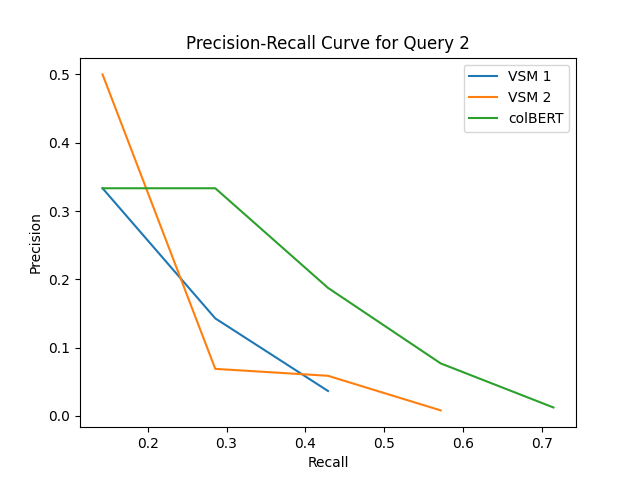 Precision-Recall Curve for Query 2
VSM 1
VSM 2
colBERT
Precision
0.5
0.4
0.3
0.2
0.1
0.0
0.2 0.3 0.4 0.5 0.6 0.7
Recall